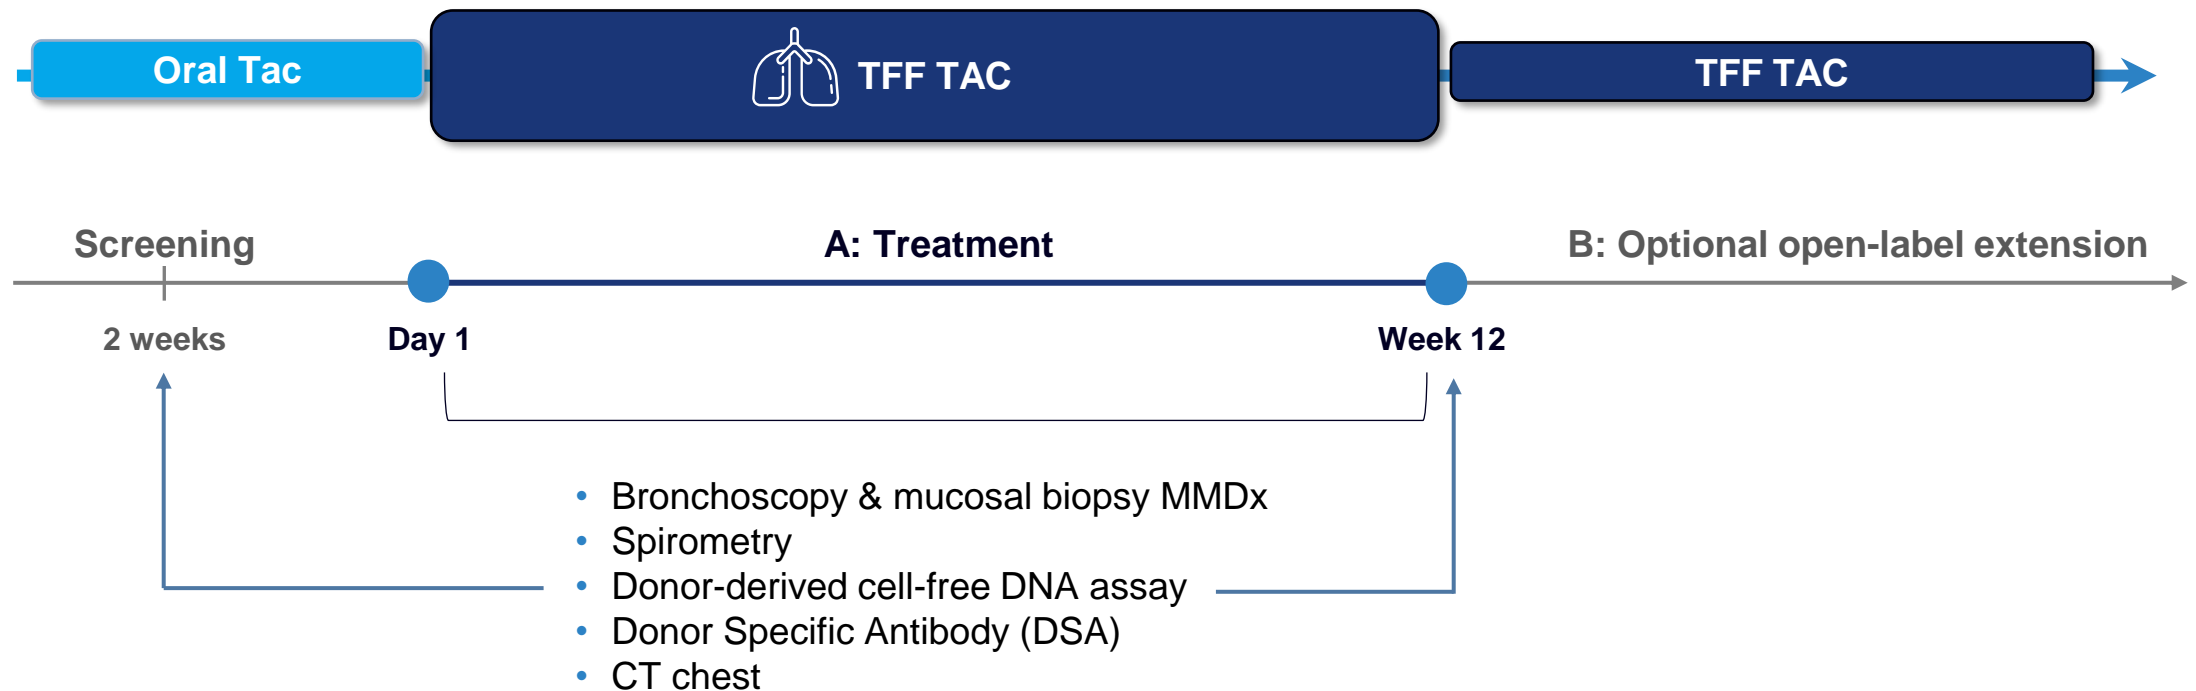 Oral Tac
TFF TAC
TFF TAC
Screening
A: Treatment
B: Optional open-label extension
2 weeks
Day 1
Week 12
• Bronchoscopy & mucosal biopsy MMDx
• Spirometry
• Donor-derived cell-free DNA assay
• Donor Specific Antibody (DSA)
• CT chest